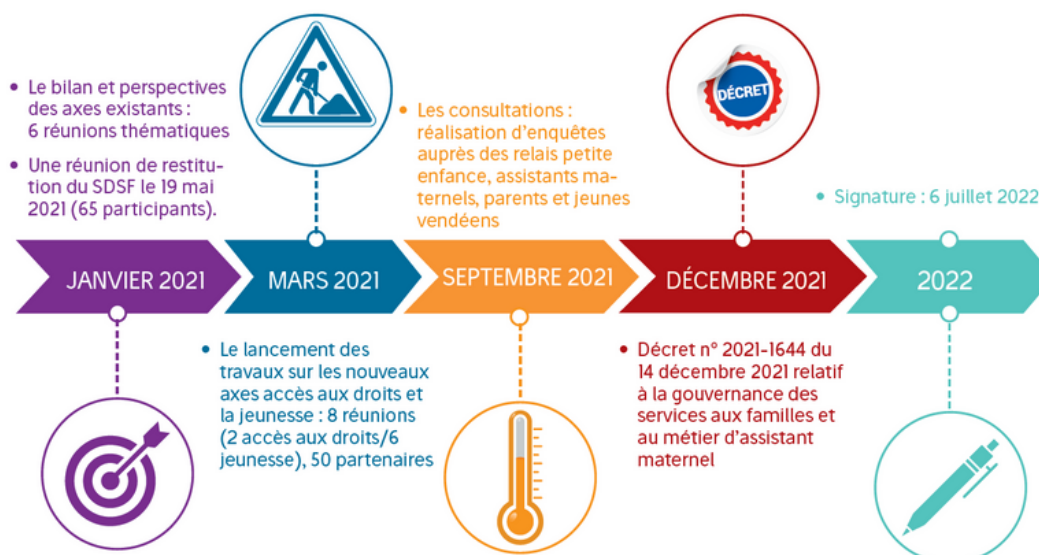 • Le bilan et perspectives
des axes existants :
6 réunions thématiques
• Une réunion de restitu-
tion du SDSF le 19 mai
2021 (65 participants).
• Les consultations :
réalisation d'enquêtes
auprès des relais petite
enfance, assistants ma-
ternels, parents et jeunes
vendéens
DÉCRET
• Signature : 6 juillet 2022
JANVIER 2021
MARS 2021
SEPTEMBRE 2021
DÉCEMBRE 2021
2022
• Le lancement des
travaux sur les nouveaux
axes accès aux droits et
la jeunesse : 8 réunions
(2 accès aux droits/6
jeunesse), 50 partenaires
• Décret n° 2021-1644 du
14 décembre 2021 relatif
à la gouvernance des
services aux familles et
au métier d'assistant
maternel